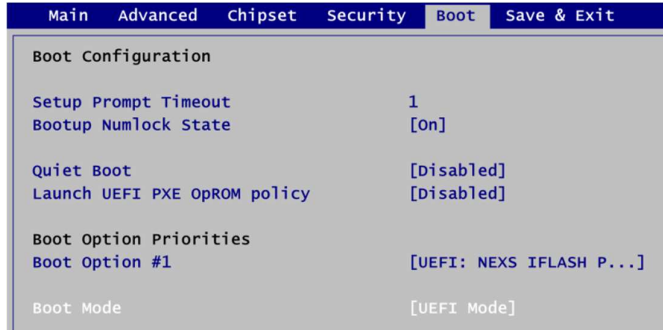 Main Advanced Chipset Security Boot Save & Exit
Boot Configuration
Setup Prompt Timeout 1
Bootup Numlock State [On]
Quiet Boot [Disabled]
Launch UEFI PXE OpROM policy [Disabled]
Boot Option Priorities
Boot Option #1 [UEFI: NEXS IFLASH P...]
Boot Mode [UEFI Mode]